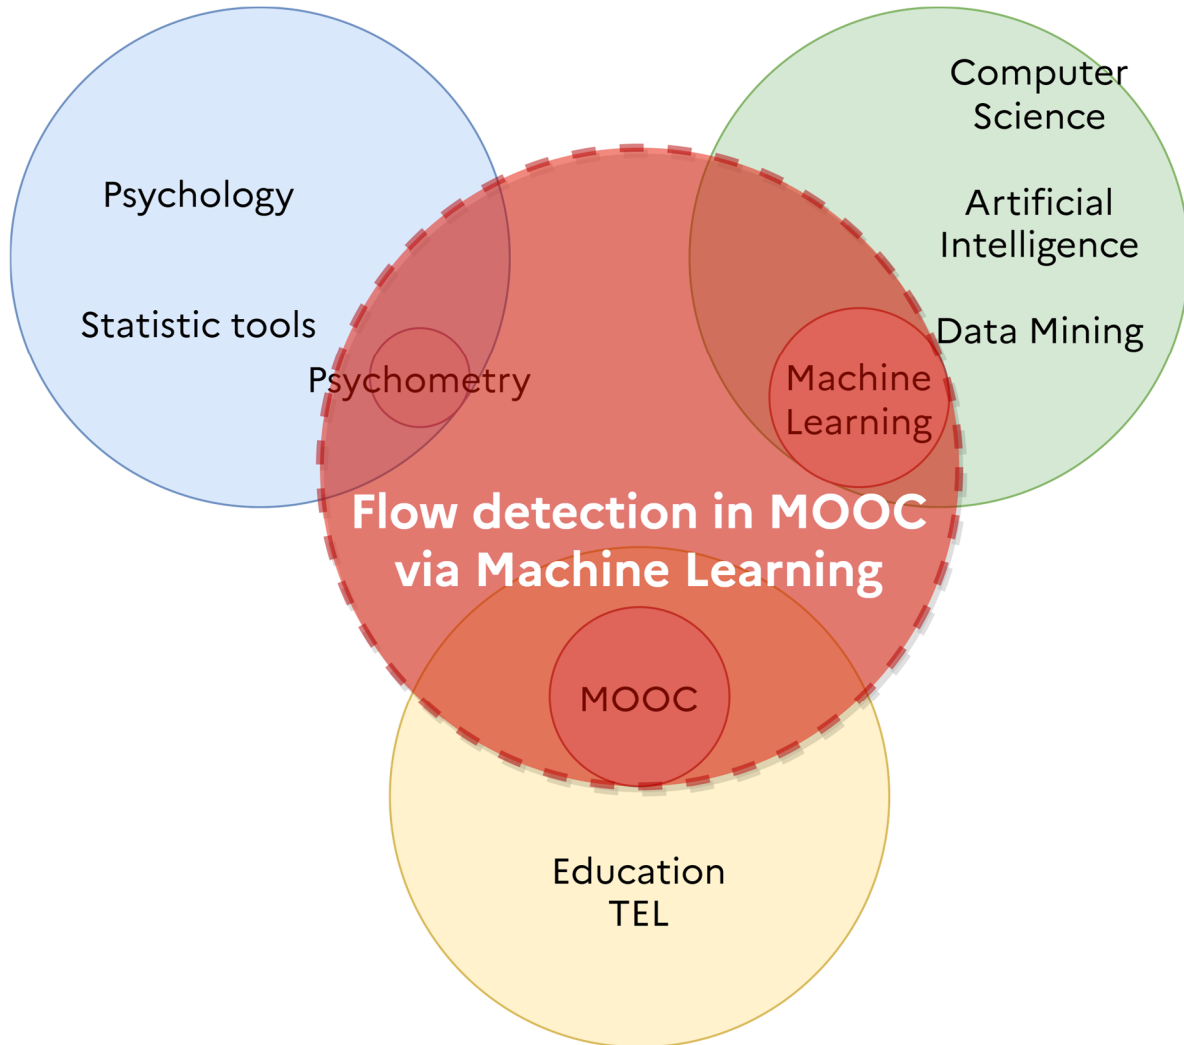 Computer
Science
Psychology
Artificial
Intelligence
Statistic tools
Data Mining
Psychometry
Machine
Learning
Flow detection in MOOC
via Machine Learning
MOOC
Education
TEL